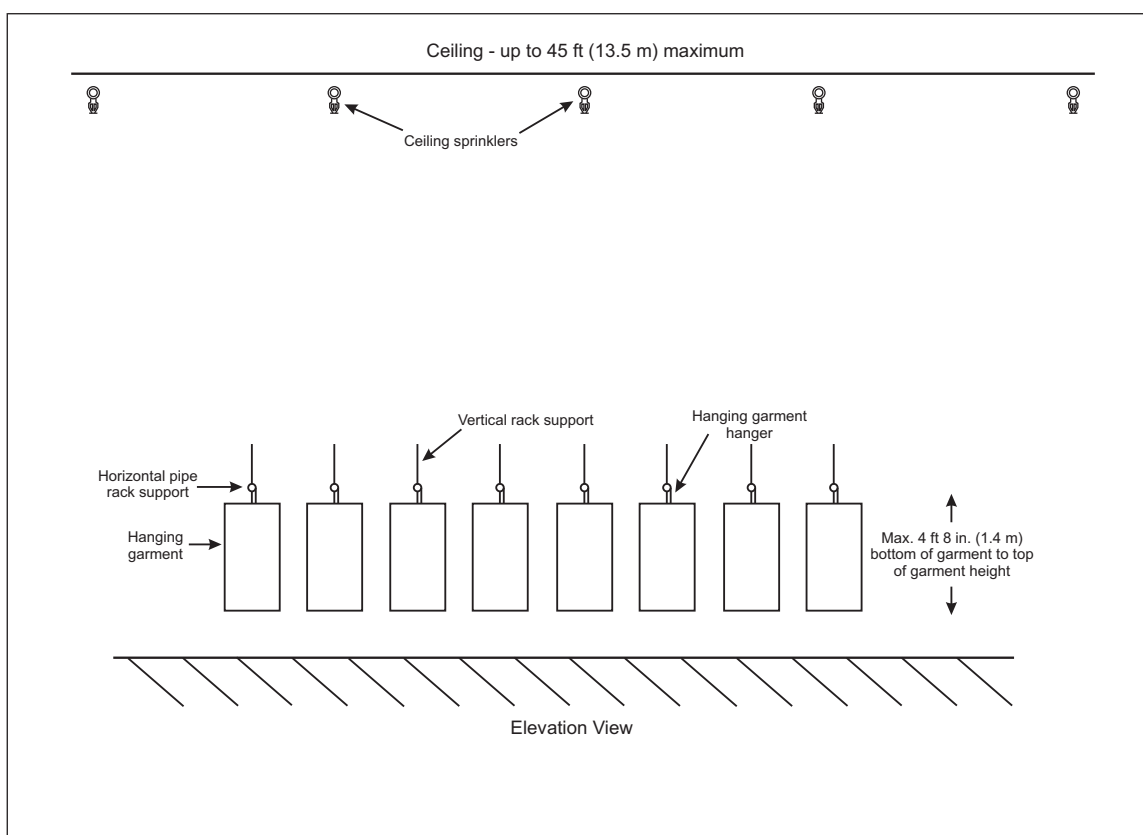 Ceiling - up to 45 ft (13.5 m) maximum
Ceiling sprinklers
Vertical rack support
Hanging garment
hanger
Horizontal pipe
rack support
Hanging
garment
Max. 4 ft 8 in. (1.4 m)
bottom of garment to top
of garment height
Elevation View